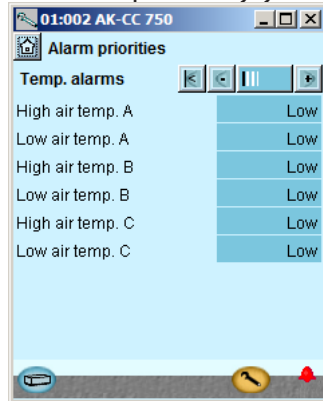 01:002 AK-CC 750
Alarm priorities
Temp. alarms
High air temp. A Low
Low air temp. A Low
High air temp. B Low
Low air temp. B Low
High air temp. C Low
Low air temp. C Low